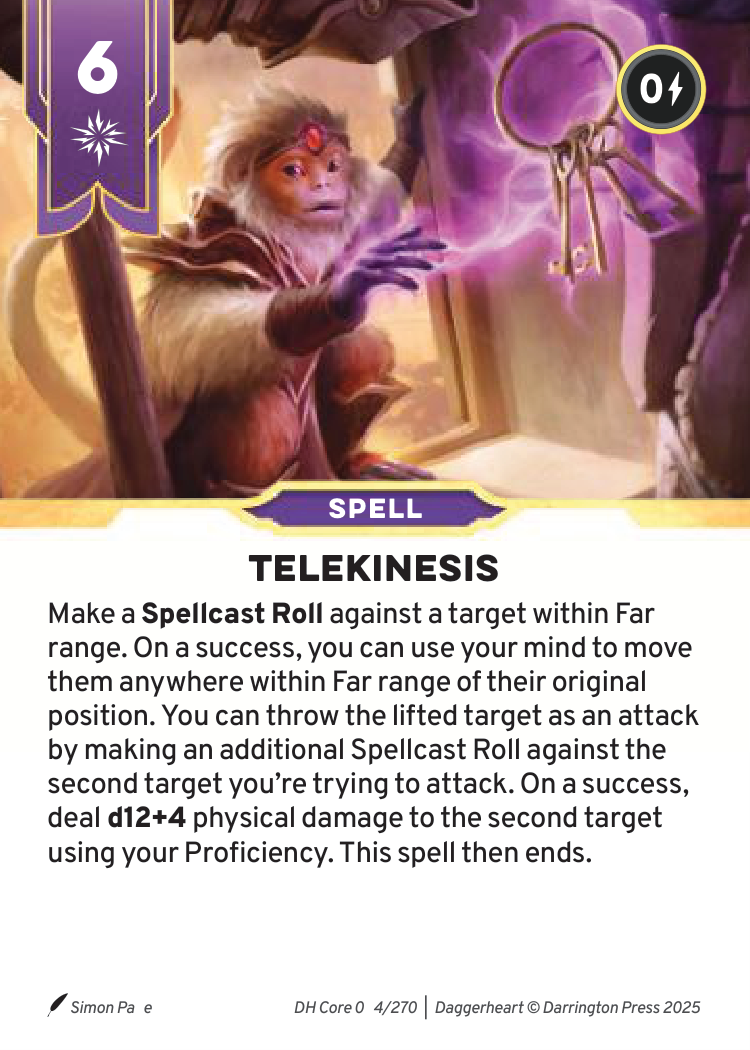 6
0
SPELL
TELEKINESIS
Make a Spellcast Roll against a target within Far
range. On a success, you can use your mind to move
them anywhere within Far range of their original
position. You can throw the lifted target as an attack
by making an additional Spellcast Roll against the
second target you’re trying to attack. On a success,
deal d12+4 physical damage to the second target
using your Proficiency. This spell then ends.
Simon Pa e
DH Core 0 4/270 | Daggerheart © Darrington Press 2025